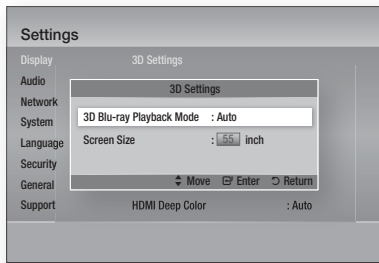 Settings
Display 3D Settings
Audio
3D Settings
Network
3D Blu-ray Playback Mode : Auto
System
Language Screen Size : 55 inch
Security
Move Enter Return
General
Support HDMI Deep Color : Auto